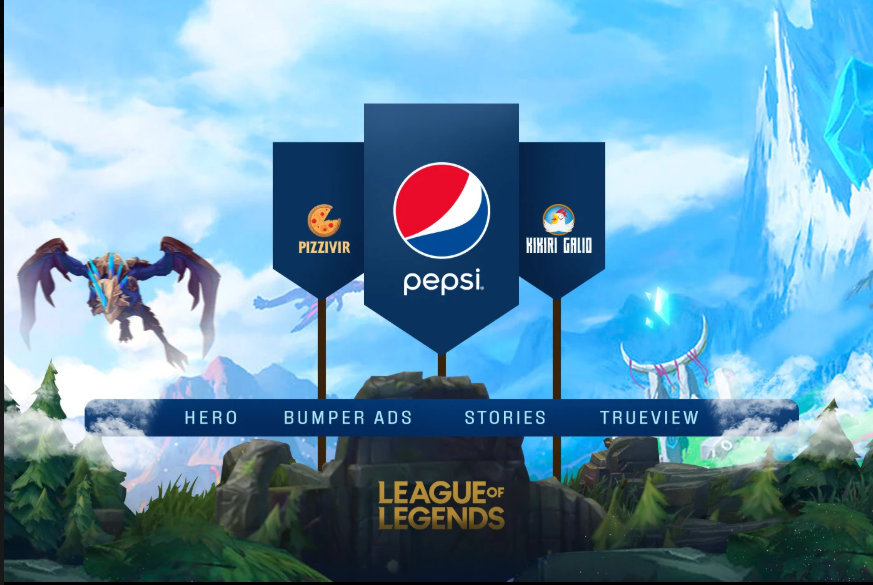 PIZZIVIR
pepsi
KIKIRI GALIO
HERO BUMPER ADS STORIES TRUEVIEW
LEAGUE OF
LEGENDS